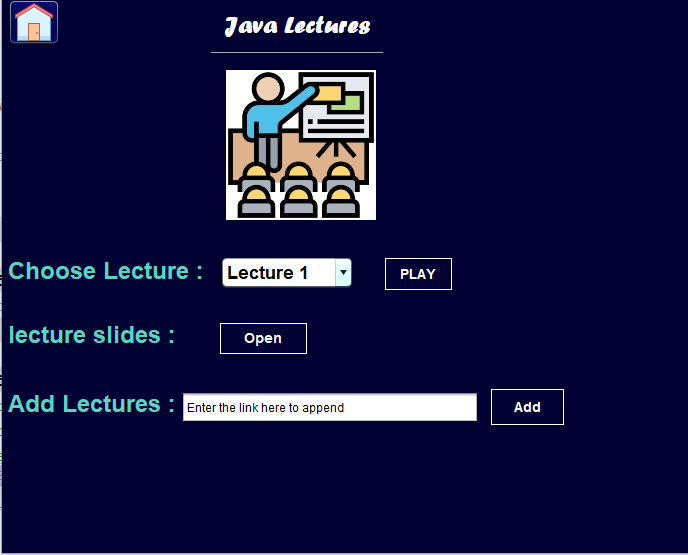 Java Lectures
Choose Lecture : Lecture 1 PLAY
lecture slides : Open
Add Lectures : Enter the link here to append Add